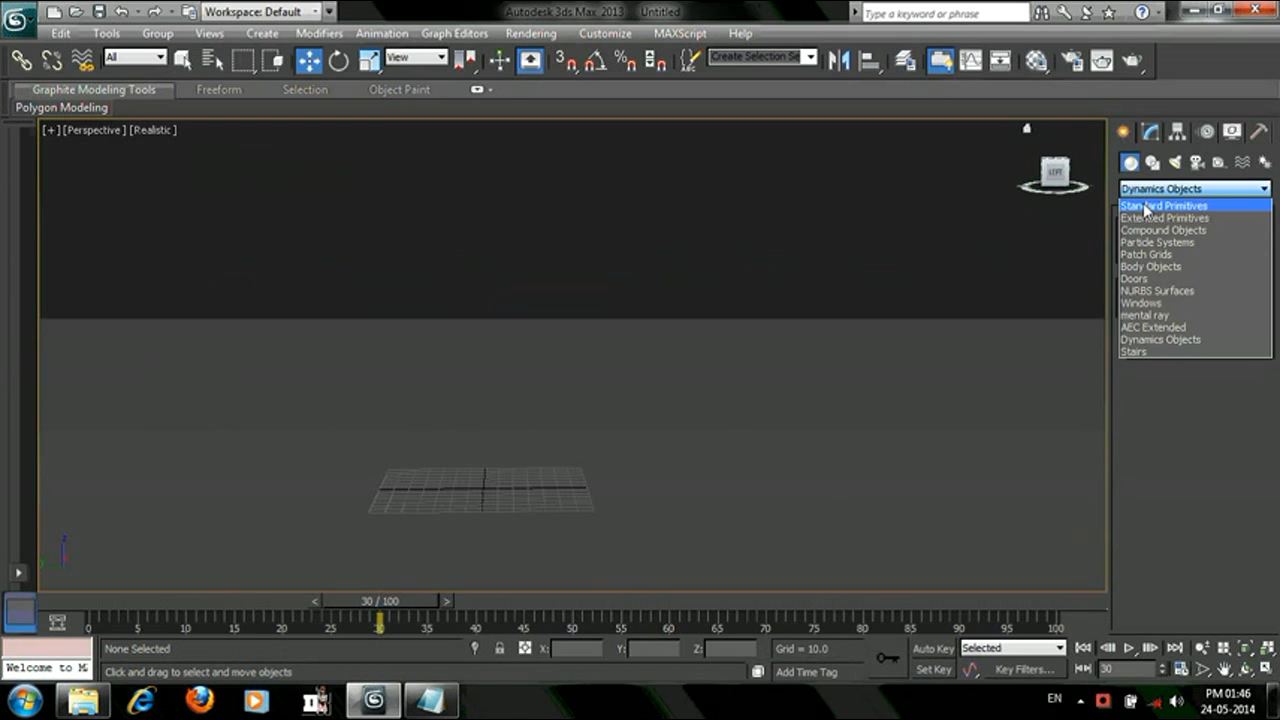 Workspace: Default
Autodesk 3ds Max 2013 Untitled
Type a keyword or phrase
Edit Tools Group Views Create Modifiers Animation Graph Editors Rendering Customize MAXScript Help
All
View
Create Selection Se
Graphite Modeling Tools Freeform Selection Object Paint
Polygon Modeling
[+] [Perspective] [Realistic]
LEFT
Dynamics Objects
Standard Primitives
Extended Primitives
Compound Objects
Particle Systems
Patch Grids
Body Objects
Doors
NURBS Surfaces
Windows
mental ray
AEC Extended
Dynamics Objects
Stairs
< 30 / 100 >
0 5 10 15 20 25 30 35 40 45 50 55 60 65 70 75 80 85 90 95 100
None Selected X: Y: Z: Grid = 10.0 Auto Key Selected
Welcome to M Click and drag to select and move objects Add Time Tag Set Key Key Filters... 30
EN
PM 01:46
24-05-2014